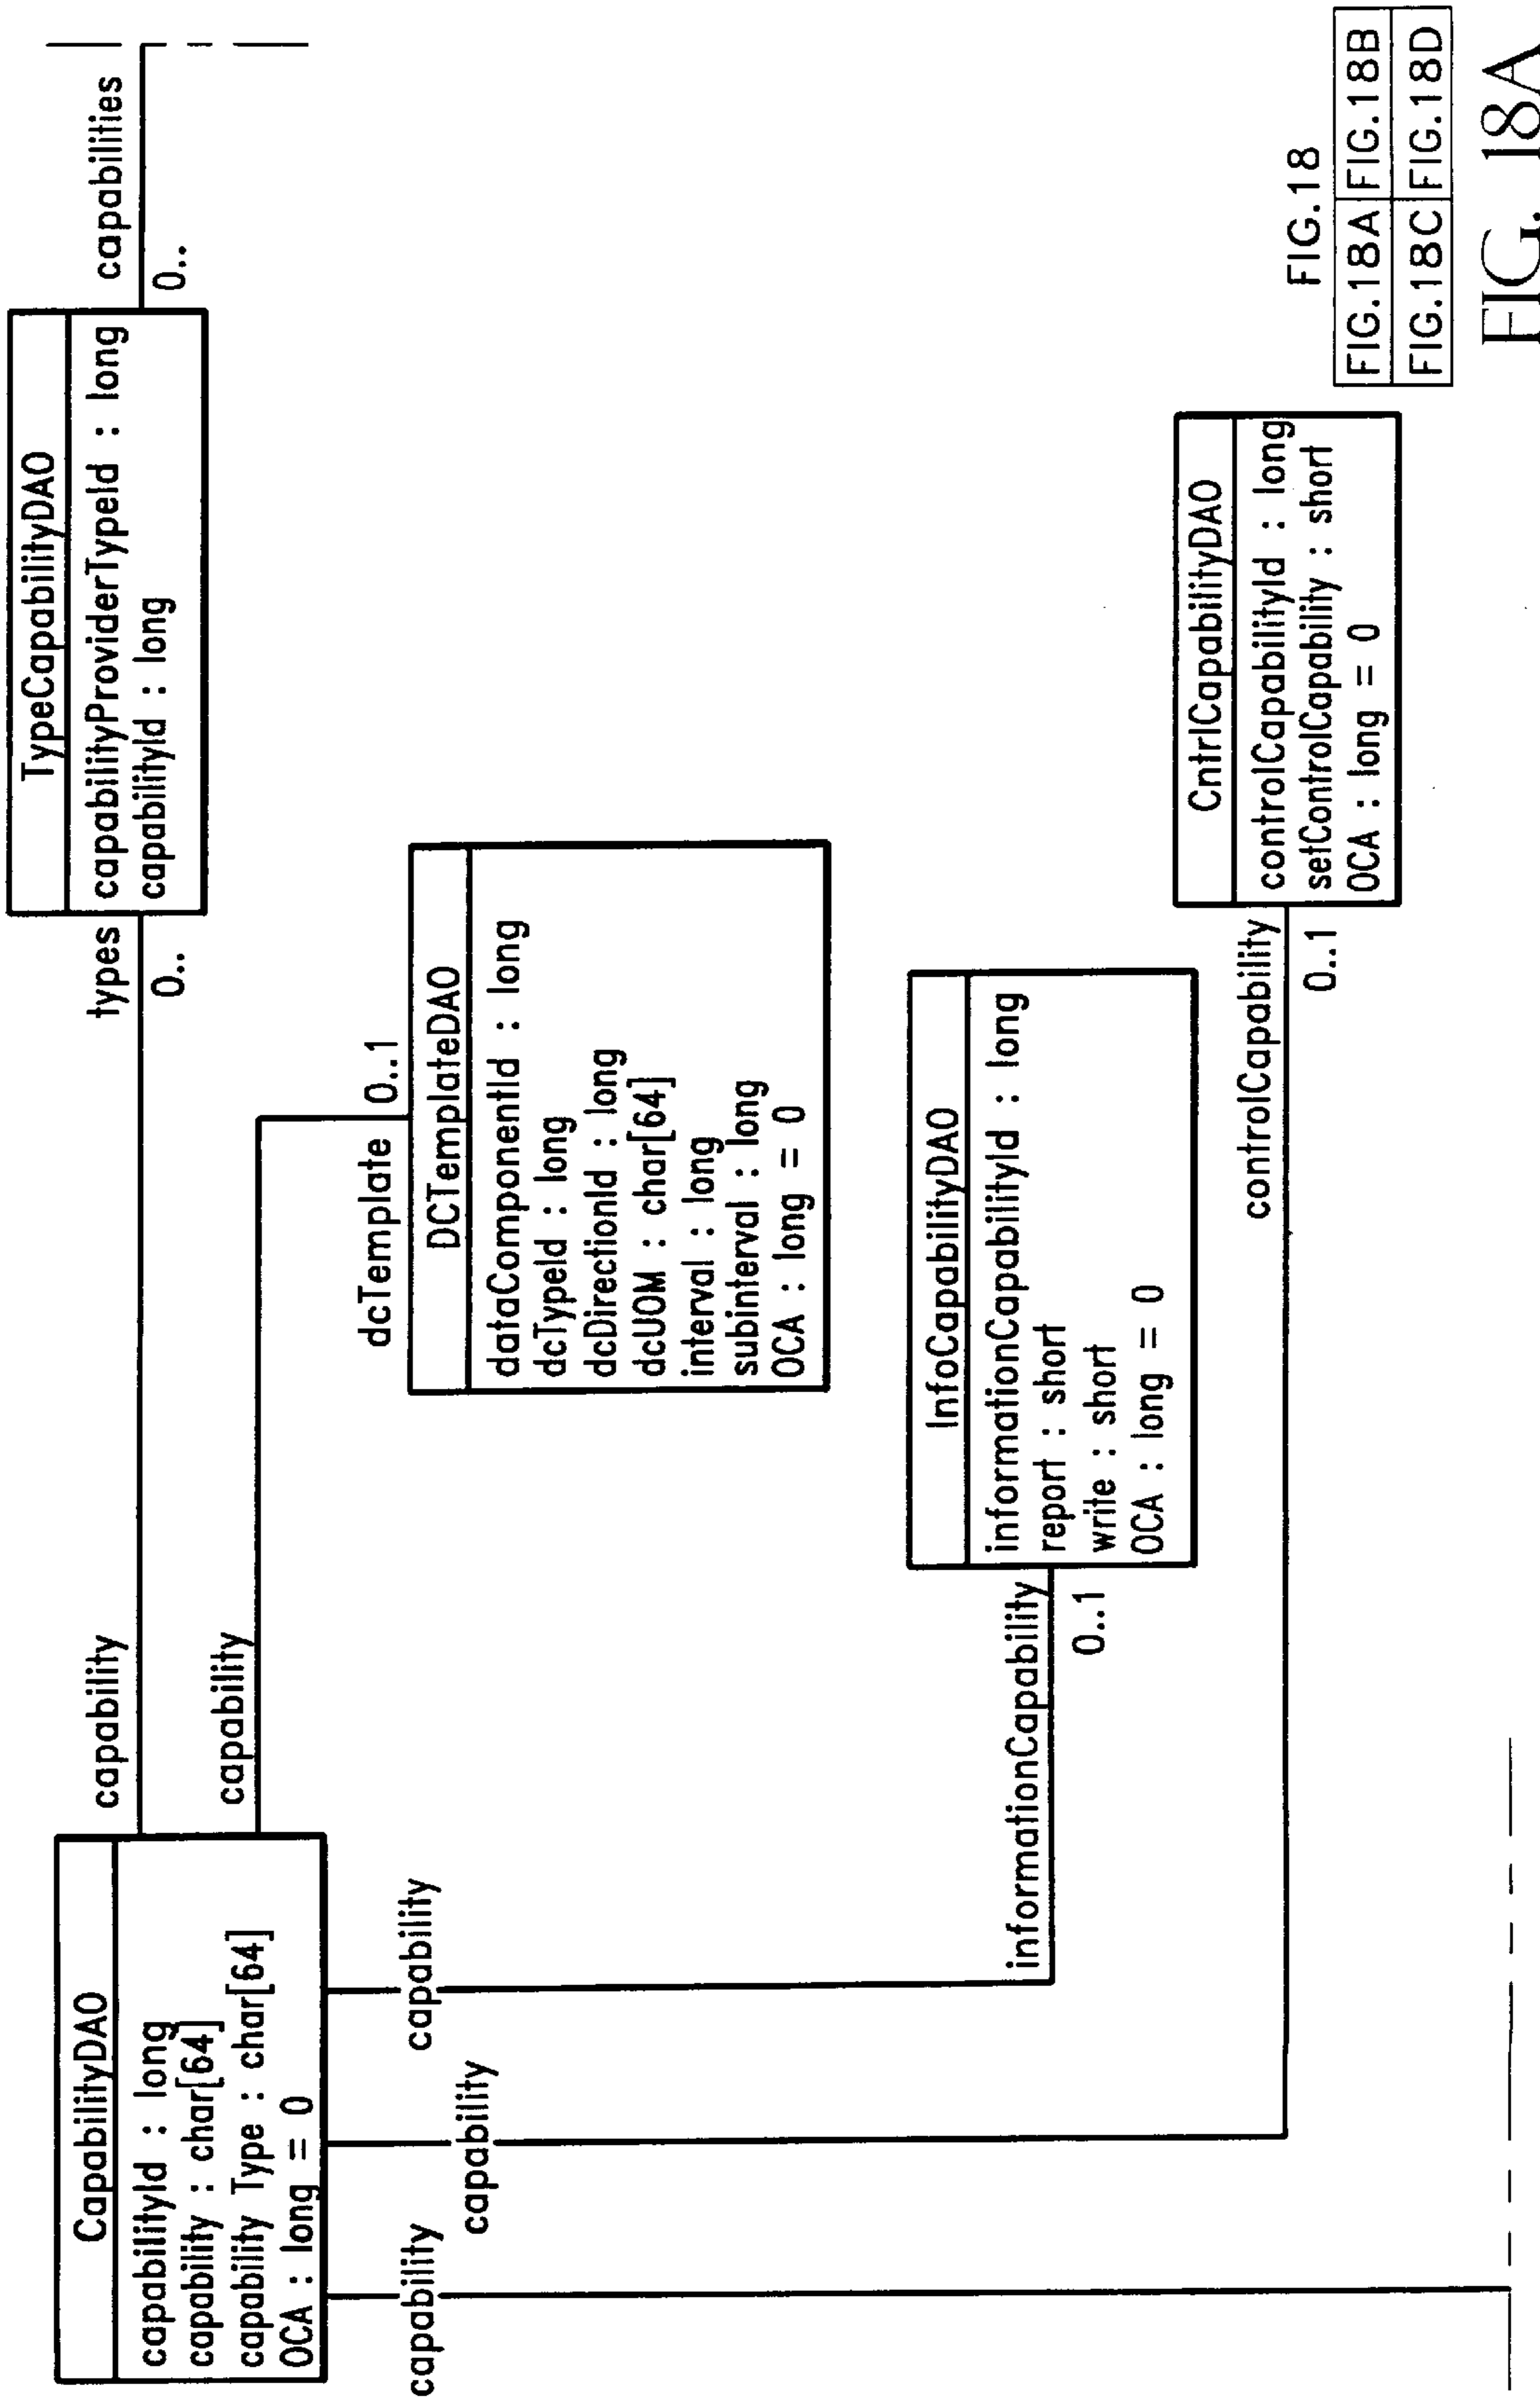 CapabilityDAO
capabilityId : long
capability : char[64]
capability Type : char[64]
OCA : long = 0
capability
types
0..
TypeCapabilityDAO
capabilityProviderTypeId : long
capabilityId : long
capabilities
0..
capability
dcTemplate
0..1
DCTemplateDAO
dataComponentId : long
dcTypeId : long
dcDirectionId : long
dcUOM : char[64]
interval : long
subinterval : long
OCA : long = 0
capability
informationCapability
0..1
InfoCapabilityDAO
informationCapabilityId : long
report : short
write : short
OCA : long = 0
capability
controlCapability
0..1
CntrlCapabilityDAO
controlCapabilityId : long
setControlCapability : short
OCA : long = 0
capability
FIG.18
FIG.18A FIG.18B
FIG.18C FIG.18D
FIG. 18A